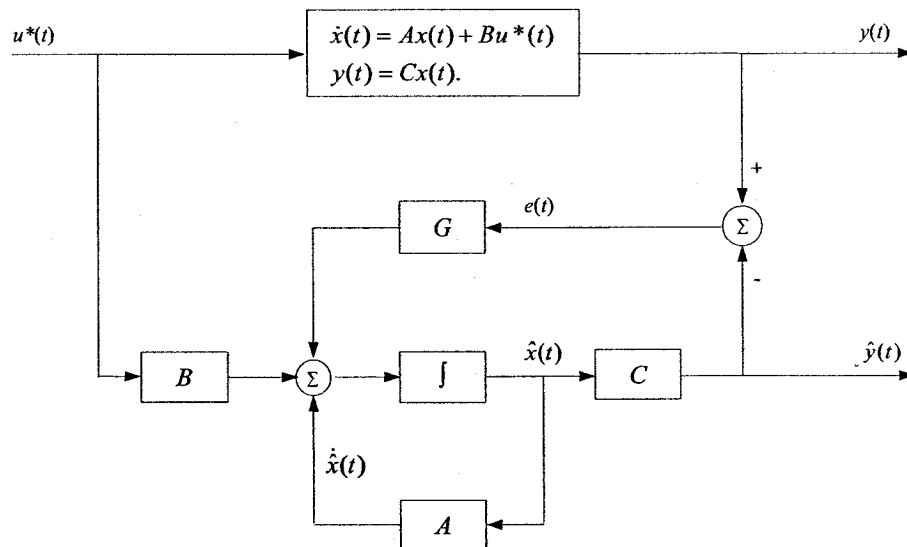 u*(t)
ẋ(t) = Ax(t) + Bu*(t)
y(t) = Cx(t).
y(t)
+
G
e(t)
Σ
-
B
Σ
∫
x̂(t)
C
ŷ(t)
x̂̇(t)
A